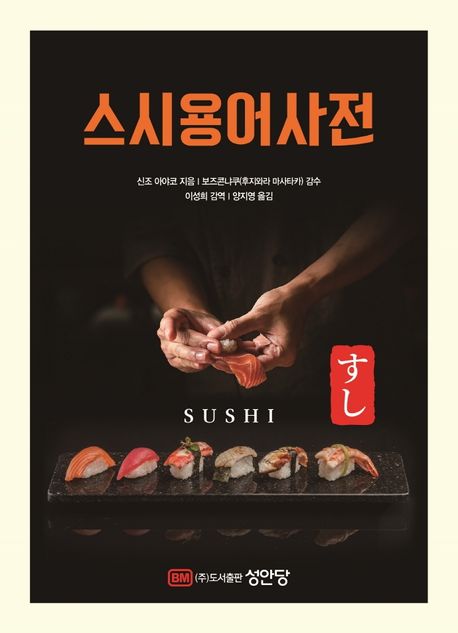 스시용어사전
신조 아야코 지음 | 보즈콘냐쿠(후지와라 마사타카) 감수
이성희 감역 | 양지영 옮김
すし
SUSHI
BM (주)도서출판 성안당